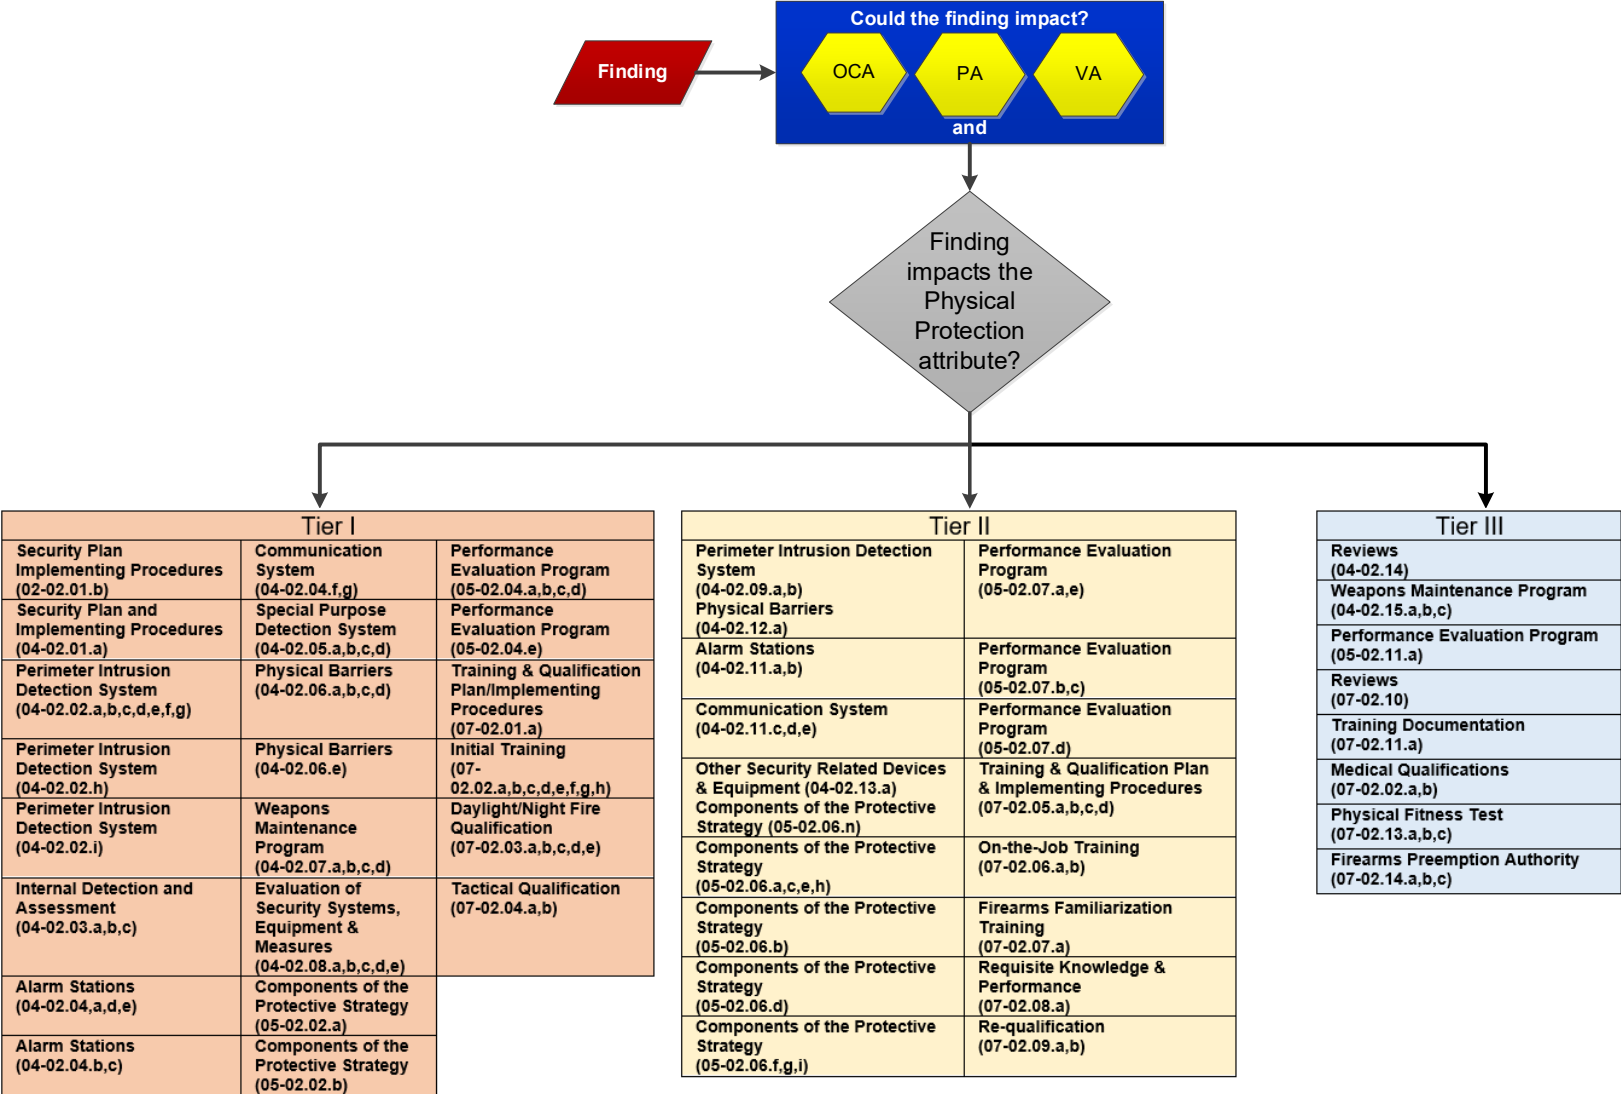 Could the finding impact?
Finding
OCA
PA
VA
and
Finding
impacts the
Physical
Protection
attribute?
Tier I
Security Plan
Implementing Procedures
(02-02.01.b)
Communication
System
(04-02.04.f,g)
Performance
Evaluation Program
(05-02.04.a,b,c,d)
Security Plan and
Implementing Procedures
(04-02.01.a)
Special Purpose
Detection System
(04-02.05.a,b,c,d)
Performance
Evaluation Program
(05-02.04.e)
Perimeter Intrusion
Detection System
(04-02.02.a,b,c,d,e,f,g)
Physical Barriers
(04-02.06.a,b,c,d)
Training & Qualification
Plan/Implementing
Procedures
(07-02.01.a)
Perimeter Intrusion
Detection System
(04-02.02.h)
Physical Barriers
(04-02.06.e)
Initial Training
(07-
02.02.a,b,c,d,e,f,g,h)
Perimeter Intrusion
Detection System
(04-02.02.i)
Weapons
Maintenance
Program
(04-02.07.a,b,c,d)
Daylight/Night Fire
Qualification
(07-02.03.a,b,c,d,e)
Internal Detection and
Assessment
(04-02.03.a,b,c)
Evaluation of
Security Systems,
Equipment &
Measures
(04-02.08.a,b,c,d,e)
Tactical Qualification
(07-02.04.a,b)
Alarm Stations
(04-02.04,a,d,e)
Components of the
Protective Strategy
(05-02.02.a)
Alarm Stations
(04-02.04.b,c)
Components of the
Protective Strategy
(05-02.02.b)
Tier II
Perimeter Intrusion Detection
System
(04-02.09.a,b)
Physical Barriers
(04-02.12.a)
Performance Evaluation
Program
(05-02.07.a,e)
Alarm Stations
(04-02.11.a,b)
Performance Evaluation
Program
(05-02.07.b,c)
Communication System
(04-02.11.c,d,e)
Performance Evaluation
Program
(05-02.07.d)
Other Security Related Devices
& Equipment (04-02.13.a)
Components of the Protective
Strategy (05-02.06.n)
Training & Qualification Plan
& Implementing Procedures
(07-02.05.a,b,c,d)
Components of the Protective
Strategy
(05-02.06.a,c,e,h)
On-the-Job Training
(07-02.06.a,b)
Components of the Protective
Strategy
(05-02.06.b)
Firearms Familiarization
Training
(07-02.07.a)
Components of the Protective
Strategy
(05-02.06.d)
Requisite Knowledge &
Performance
(07-02.08.a)
Components of the Protective
Strategy
(05-02.06.f,g,i)
Re-qualification
(07-02.09.a,b)
Tier III
Reviews
(04-02.14)
Weapons Maintenance Program
(04-02.15.a,b,c)
Performance Evaluation Program
(05-02.11.a)
Reviews
(07-02.10)
Training Documentation
(07-02.11.a)
Medical Qualifications
(07-02.02.a,b)
Physical Fitness Test
(07-02.13.a,b,c)
Firearms Preemption Authority
(07-02.14.a,b,c)